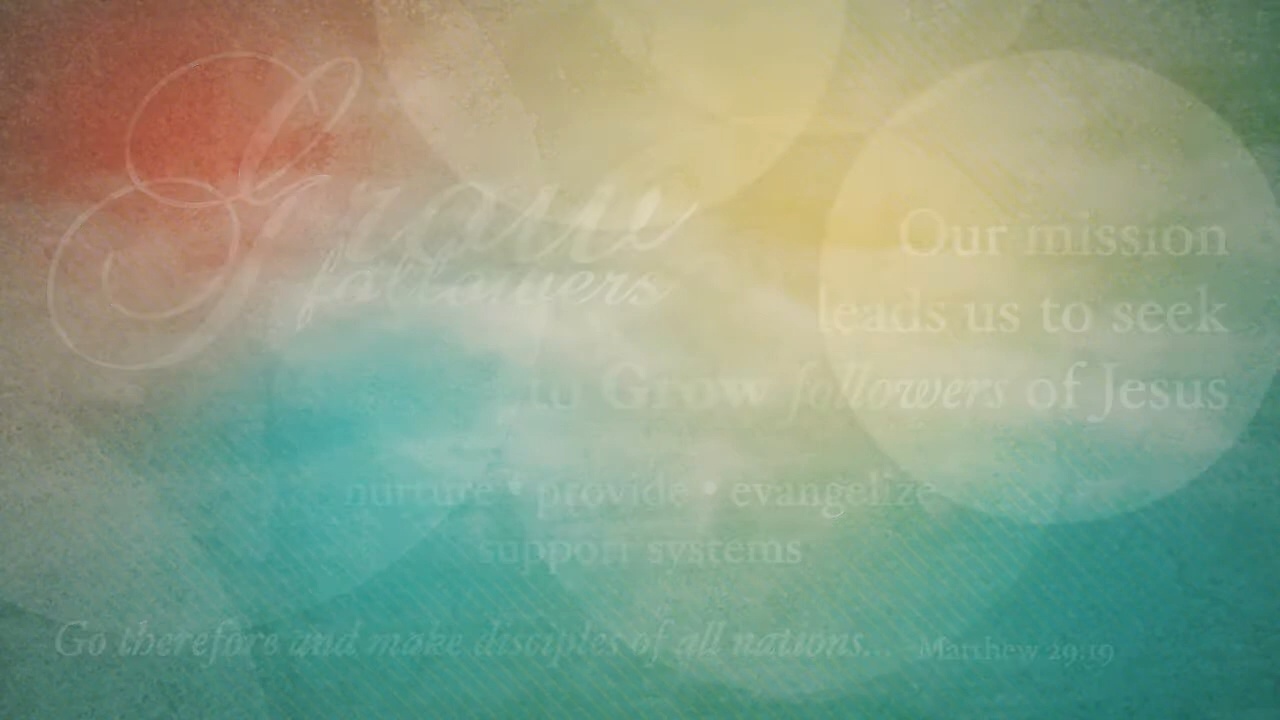 Grow
followers
Our mission
leads us to seek
to Grow followers of Jesus
nurture • provide • evangelize
support systems
Go therefore and make disciples of all nations... Matthew 29:19